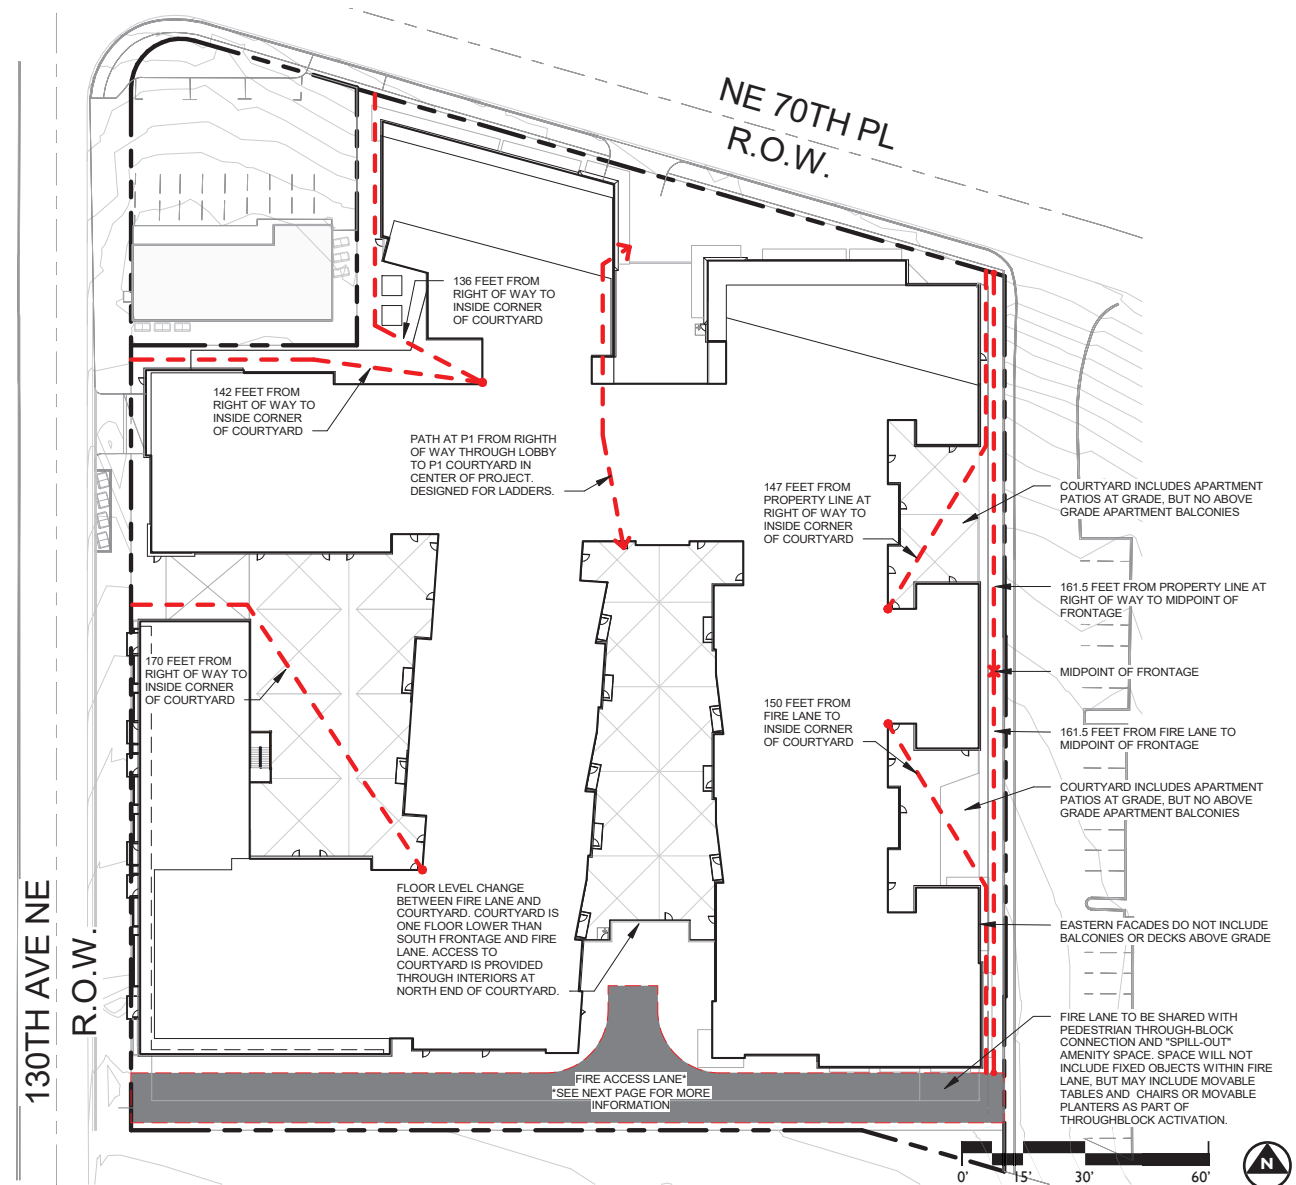 NE 70TH PL
R.O.W.
136 FEET FROM
RIGHT OF WAY TO
INSIDE CORNER
OF COURTYARD
142 FEET FROM
RIGHT OF WAY TO
INSIDE CORNER
OF COURTYARD
PATH AT P1 FROM RIGHTH
OF WAY THROUGH LOBBY
TO P1 COURTYARD IN
CENTER OF PROJECT.
DESIGNED FOR LADDERS.
147 FEET FROM
PROPERTY LINE AT
RIGHT OF WAY TO
INSIDE CORNER
OF COURTYARD
COURTYARD INCLUDES APARTMENT
PATIOS AT GRADE, BUT NO ABOVE
GRADE APARTMENT BALCONIES
161.5 FEET FROM PROPERTY LINE AT
RIGHT OF WAY TO MIDPOINT OF
FRONTAGE
170 FEET FROM
RIGHT OF WAY TO
INSIDE CORNER
OF COURTYARD
MIDPOINT OF FRONTAGE
150 FEET FROM
FIRE LANE TO
INSIDE CORNER
OF COURTYARD
161.5 FEET FROM FIRE LANE TO
MIDPOINT OF FRONTAGE
COURTYARD INCLUDES APARTMENT
PATIOS AT GRADE, BUT NO ABOVE
GRADE APARTMENT BALCONIES
FLOOR LEVEL CHANGE
BETWEEN FIRE LANE AND
COURTYARD. COURTYARD IS
ONE FLOOR LOWER THAN
SOUTH FRONTAGE AND FIRE
LANE. ACCESS TO
COURTYARD IS PROVIDED
THROUGH INTERIORS AT
NORTH END OF COURTYARD.
EASTERN FACADES DO NOT INCLUDE
BALCONIES OR DECKS ABOVE GRADE
130TH AVE NE
R.O.W.
FIRE LANE TO BE SHARED WITH
PEDESTRIAN THROUGH-BLOCK
CONNECTION AND "SPILL-OUT"
AMENITY SPACE. SPACE WILL NOT
INCLUDE FIXED OBJECTS WITHIN FIRE
LANE, BUT MAY INCLUDE MOVABLE
TABLES AND CHAIRS OR MOVABLE
PLANTERS AS PART OF
THROUGHBLOCK ACTIVATION.
FIRE ACCESS LANE*
*SEE NEXT PAGE FOR MORE
INFORMATION
0' 15' 30' 60'
N